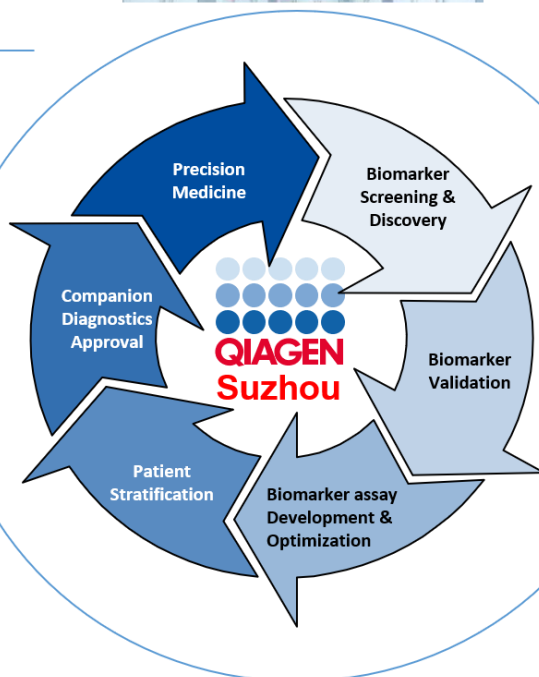 Precision
Medicine
Biomarker
Screening &
Discovery
Companion
Diagnostics
Approval
QIAGEN
Suzhou
Biomarker
Validation
Patient
Stratification
Biomarker assay
Development &
Optimization